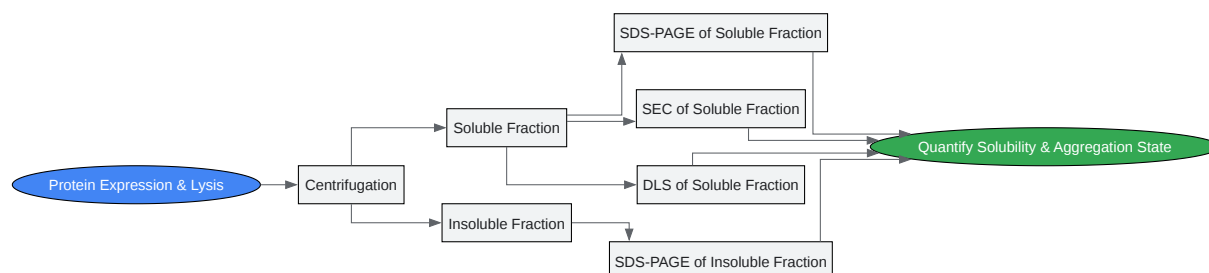 Protein Expression & Lysis
Centrifugation
Soluble Fraction
Insoluble Fraction
SDS-PAGE of Soluble Fraction
SEC of Soluble Fraction
DLS of Soluble Fraction
SDS-PAGE of Insoluble Fraction
Quantify Solubility & Aggregation State